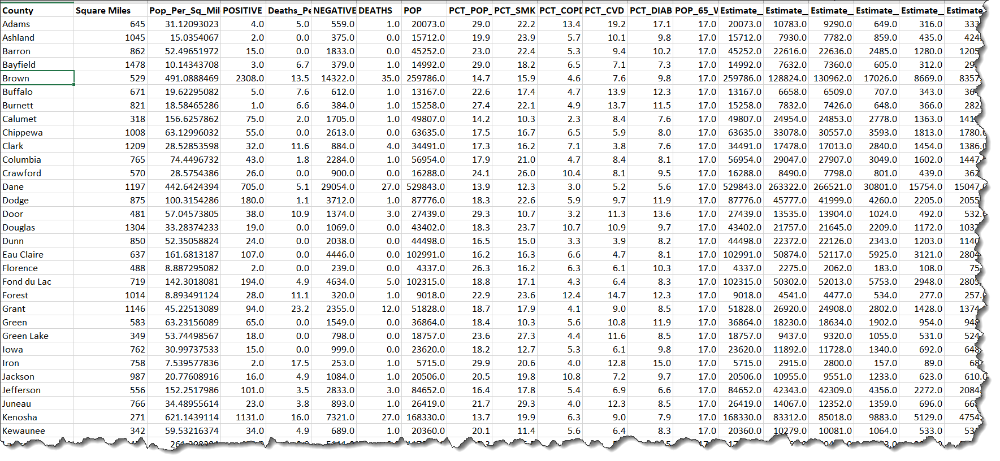 County Square Miles Pop_Per_Sq_Mil POSITIVE Deaths_Pe NEGATIVE DEATHS POP PCT_POP_ PCT_SMK PCT_COPD PCT_CVD PCT_DIAB POP_65_ Estimate_ Estimate_ Estimate_ Estimate_ Estimate_ Estimate
Adams 645 31.12093023 4.0 5.0 559.0 1.0 20073.0 29.0 22.2 13.4 19.2 17.1 17.0 20073.0 10783.0 9290.0 649.0 316.0 333
Ashland 1045 15.0354067 2.0 0.0 375.0 0.0 15712.0 19.9 23.9 5.7 10.1 9.8 17.0 15712.0 7930.0 7782.0 859.0 435.0 424
Barron 862 52.49651972 15.0 0.0 1833.0 0.0 45252.0 23.0 22.4 5.3 9.4 10.2 17.0 45252.0 22616.0 22636.0 2485.0 1280.0 1205
Bayfield 1478 10.14343708 3.0 6.7 379.0 1.0 14992.0 29.0 18.2 6.5 7.1 7.3 17.0 14992.0 7632.0 7360.0 605.0 312.0 29
Brown 529 491.0888469 2308.0 13.5 14322.0 35.0 259786.0 14.7 15.9 4.6 7.6 9.8 17.0 259786.0 128824.0 130962.0 17026.0 8669.0 8357
Buffalo 671 19.62295082 5.0 7.6 612.0 1.0 13167.0 22.6 17.4 4.7 13.9 12.3 17.0 13167.0 6658.0 6509.0 707.0 343.0 36
Burnett 821 18.58465286 1.0 6.6 384.0 1.0 15258.0 27.4 22.1 4.9 13.7 11.5 17.0 15258.0 7832.0 7426.0 648.0 366.0 282
Calumet 318 156.6257862 75.0 2.0 1705.0 1.0 49807.0 14.2 10.3 2.3 8.4 7.6 17.0 49807.0 24954.0 24853.0 2778.0 1363.0 141
Chippewa 1008 63.12996032 55.0 0.0 2613.0 0.0 63635.0 17.5 16.7 6.5 5.9 8.0 17.0 63635.0 33078.0 30557.0 3593.0 1813.0 1780.0
Clark 1209 28.52853598 32.0 11.6 884.0 4.0 34491.0 17.3 16.2 7.1 3.8 7.6 17.0 34491.0 17478.0 17013.0 2840.0 1454.0 1386.0
Columbia 765 74.4496732 43.0 1.8 2284.0 1.0 56954.0 17.9 21.0 4.7 8.4 8.1 17.0 56954.0 29047.0 27907.0 3049.0 1602.0 1447
Crawford 570 28.5754386 26.0 0.0 900.0 0.0 16288.0 24.1 26.0 10.4 8.1 9.5 17.0 16288.0 8490.0 7798.0 801.0 439.0 362
Dane 1197 442.6424394 705.0 5.1 29054.0 27.0 529843.0 13.9 12.3 3.0 5.2 5.6 17.0 529843.0 263322.0 266521.0 30801.0 15754.0 15047.0
Dodge 875 100.3154286 180.0 1.1 3712.0 1.0 87776.0 18.3 22.6 5.9 9.7 11.9 17.0 87776.0 45777.0 41999.0 4260.0 2205.0 2055
Door 481 57.04573805 38.0 10.9 1374.0 3.0 27439.0 29.3 10.7 3.2 11.3 13.6 17.0 27439.0 13535.0 13904.0 1024.0 492.0 532.0
Douglas 1304 33.28374233 19.0 0.0 1069.0 0.0 43402.0 18.3 23.7 10.7 10.9 9.7 17.0 43402.0 21757.0 21645.0 2209.0 1172.0 1037
Dunn 850 52.35058824 24.0 0.0 2038.0 0.0 44498.0 16.5 15.0 3.3 3.9 8.2 17.0 44498.0 22372.0 22126.0 2343.0 1203.0 1140
Eau Claire 637 161.6813187 107.0 0.0 4446.0 0.0 102991.0 16.2 16.3 6.6 4.7 8.1 17.0 102991.0 50874.0 52117.0 5925.0 3121.0 2804
Florence 488 8.887295082 2.0 0.0 239.0 0.0 4337.0 26.3 16.2 6.3 6.1 10.3 17.0 4337.0 2275.0 2062.0 183.0 108.0 75
Fond du Lac 719 142.3018081 194.0 4.9 4634.0 5.0 102315.0 18.8 17.1 4.3 6.4 8.3 17.0 102315.0 50302.0 52013.0 5753.0 2948.0 2805
Forest 1014 8.893491124 28.0 11.1 320.0 1.0 9018.0 22.9 23.6 12.4 14.7 12.3 17.0 9018.0 4541.0 4477.0 534.0 277.0 257.0
Grant 1146 45.22513089 94.0 23.2 2355.0 12.0 51828.0 18.7 17.9 4.1 9.0 8.5 17.0 51828.0 26920.0 24908.0 2802.0 1428.0 1374
Green 583 63.23156089 65.0 0.0 1549.0 0.0 36864.0 18.4 10.3 5.6 10.8 11.9 17.0 36864.0 18230.0 18634.0 1902.0 954.0 948
Green Lake 349 53.74498567 18.0 0.0 798.0 0.0 18757.0 23.6 27.3 4.4 11.6 8.5 17.0 18757.0 9437.0 9320.0 1055.0 531.0 524
Iowa 762 30.99737533 15.0 0.0 999.0 0.0 23620.0 18.2 12.7 5.3 6.1 9.8 17.0 23620.0 11892.0 11728.0 1340.0 692.0 648
Iron 758 7.539577836 2.0 17.5 253.0 1.0 5715.0 29.9 20.6 4.0 12.8 15.0 17.0 5715.0 2915.0 2800.0 157.0 89.0 68
Jackson 987 20.77608916 16.0 4.9 1084.0 1.0 20506.0 20.5 19.8 10.8 7.2 9.7 17.0 20506.0 10955.0 9551.0 1233.0 623.0 610.0
Jefferson 556 152.2517986 101.0 3.5 2833.0 3.0 84652.0 16.4 17.8 5.4 6.9 6.6 17.0 84652.0 42343.0 42309.0 4356.0 2272.0 2084
Juneau 766 34.48955614 23.0 3.8 893.0 1.0 26419.0 21.7 29.3 4.0 12.3 8.5 17.0 26419.0 14067.0 12352.0 1359.0 696.0 66
Kenosha 271 621.1439114 1131.0 16.0 7321.0 27.0 168330.0 13.7 19.9 6.3 9.0 7.9 17.0 168330.0 83312.0 85018.0 9883.0 5129.0 4754
Kewaunee 342 59.53216374 34.0 4.9 689.0 1.0 20360.0 20.1 11.4 5.6 6.4 8.3 17.0 20360.0 10279.0 10081.0 1064.0 533.0 53